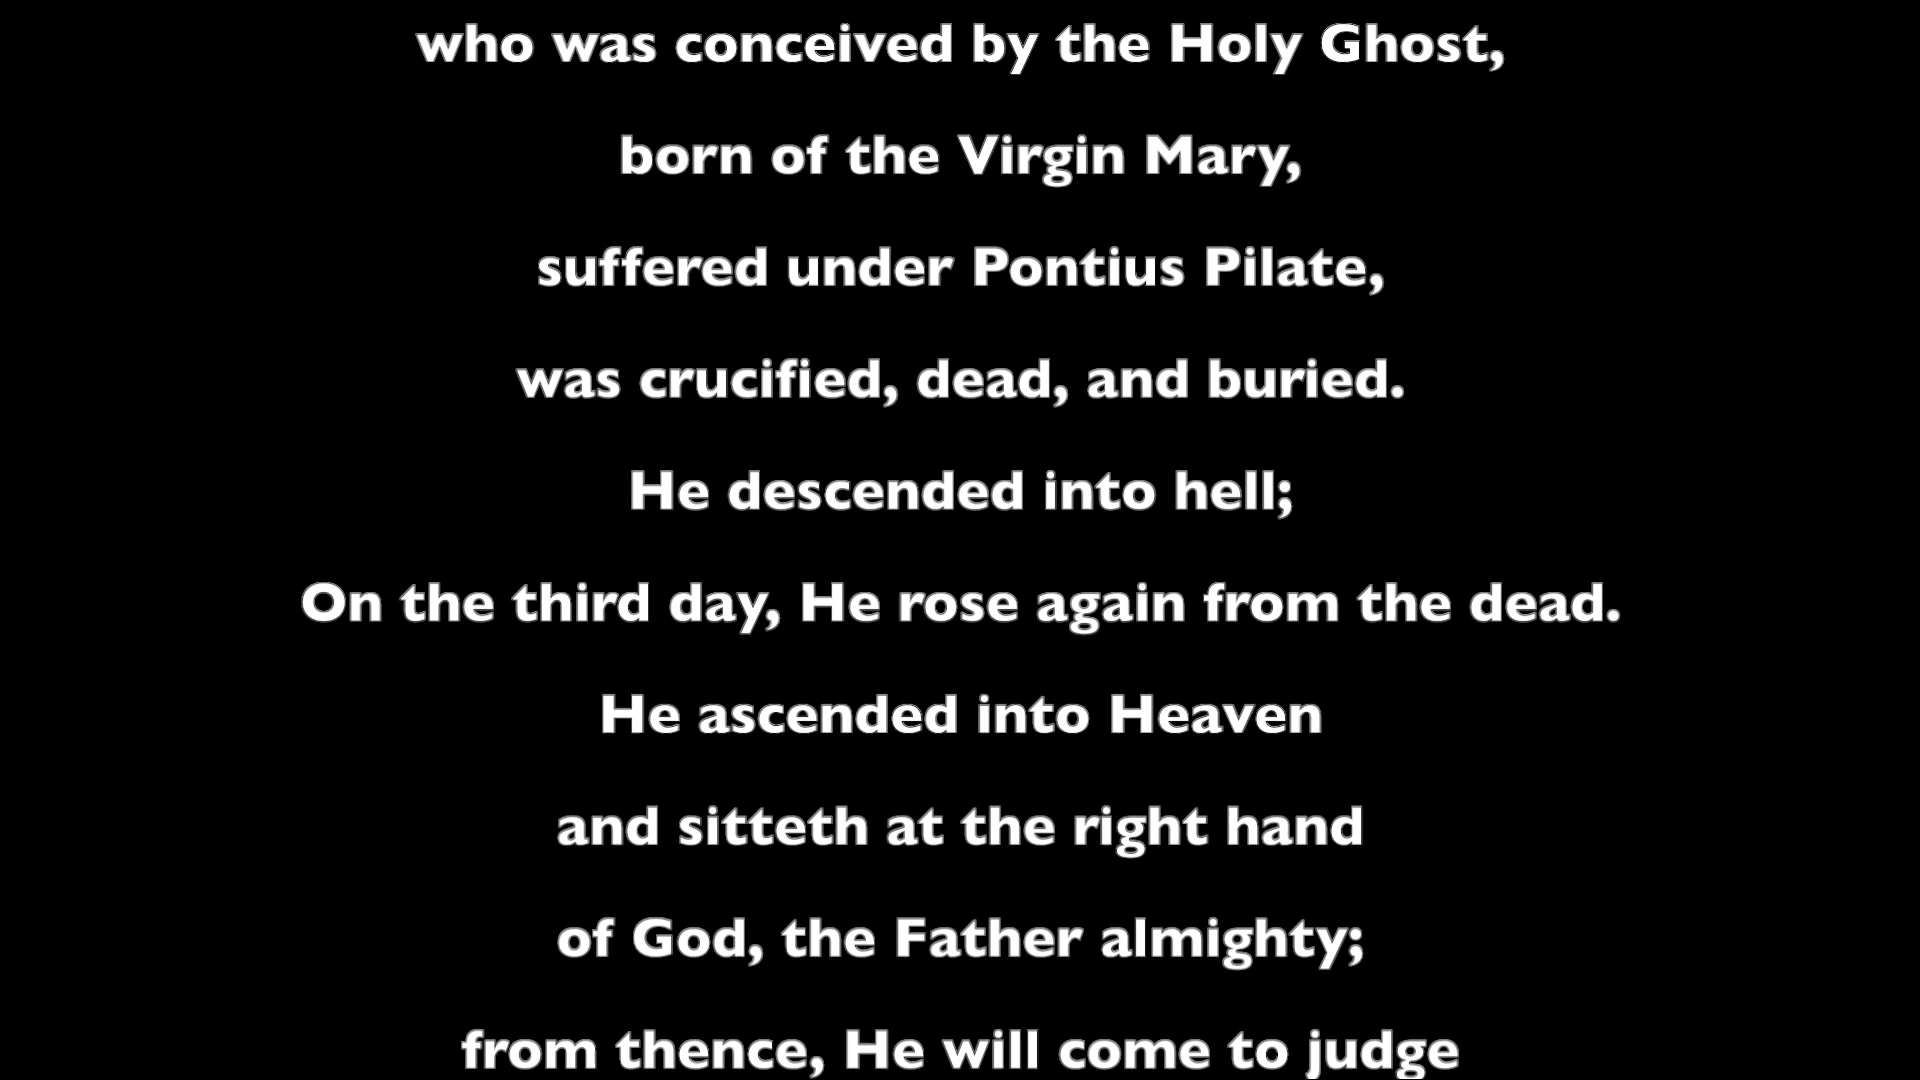 who was conceived by the Holy Ghost,
born of the Virgin Mary,
suffered under Pontius Pilate,
was crucified, dead, and buried.
He descended into hell;
On the third day, He rose again from the dead.
He ascended into Heaven
and sitteth at the right hand
of God, the Father almighty;
from thence, He will come to judge